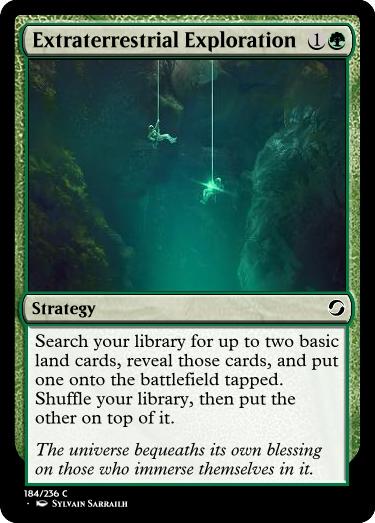 Extraterrestrial Exploration 1
Strategy
Search your library for up to two basic
land cards, reveal those cards, and put
one onto the battlefield tapped.
Shuffle your library, then put the
other on top of it.
The universe bequeaths its own blessing
on those who immerse themselves in it.
184/236 C
· Sylvain Sarrailh